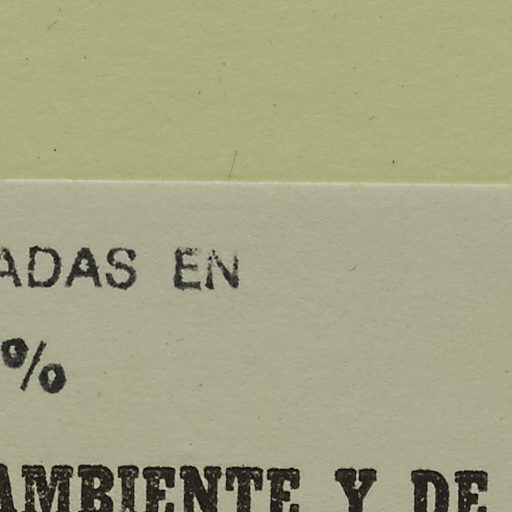 ADAS EN
%
AMBIENTE Y DE